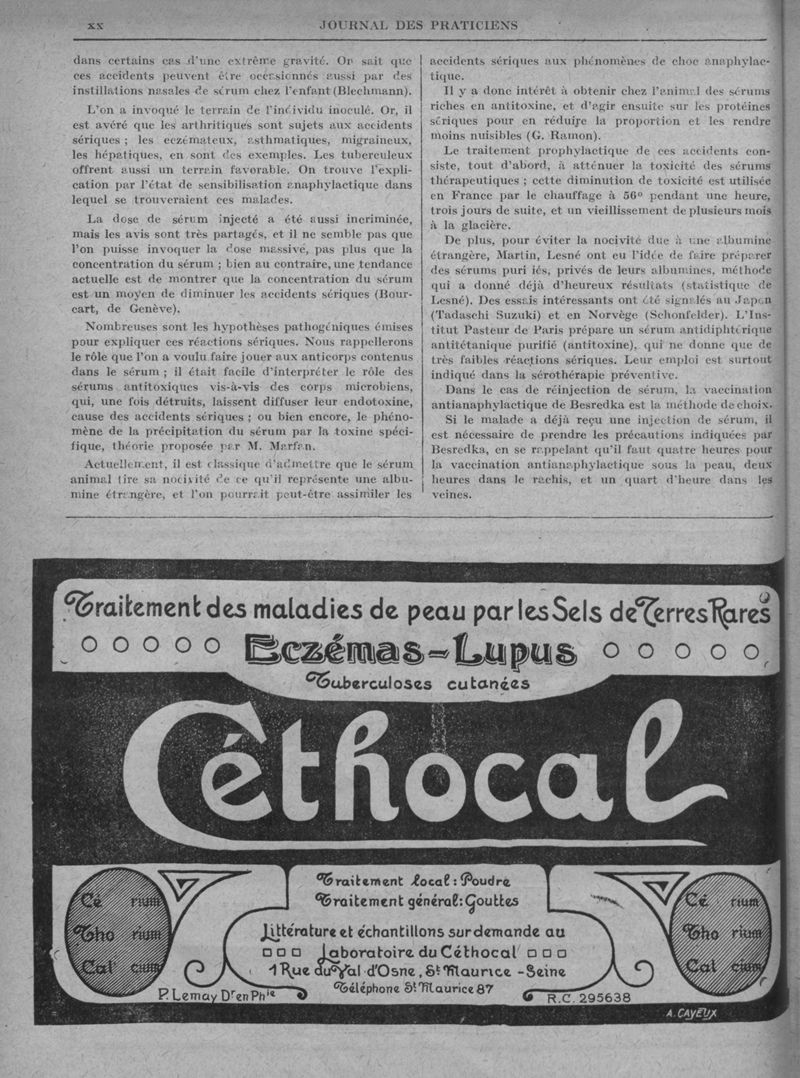 XX
JOURNAL DES PRATICIENS
dans certains cas d'une extrême gravité. On sait que
ces accidents peuvent être occasionnés aussi par des
instillations nasales de sérum chez l'enfant (Blechmann).
L'on a invoqué le terrain de l'individu inoculé. Or, il
est avéré que les arthritiques sont sujets aux accidents
sériques ; les eczémateux, asthmatiques, migraineux,
les hépatiques, en sont des exemples. Les tuberculeux
offrent aussi un terrain favorable. On trouve l'expli-
cation par l'état de sensibilisation anaphylactique dans
lequel se trouveraient ces malades.
La dose de sérum injecté a été aussi incriminée,
mais les avis sont très partagés, et il ne semble pas que
l'on puisse invoquer la dose massive, pas plus que la
concentration du sérum ; bien au contraire, une tendance
actuelle est de montrer que la concentration du sérum
est un moyen de diminuer les accidents sériques (Bour-
cart, de Genève).
Nombreuses sont les hypothèses pathogéniques émises
pour expliquer ces réactions sériques. Nous rappellerons
le rôle que l'on a voulu faire jouer aux anticorps contenus
dans le sérum ; il était facile d'interpréter le rôle des
sérums antitoxiques vis-à-vis des corps microbiens,
qui, une fois détruits, laissent diffuser leur endotoxine,
cause des accidents sériques ; ou bien encore, le phéno-
mène de la précipitation du sérum par la toxine spéci-
fique, théorie proposée par M. Marfan.
Actuellement, il est classique d'admettre que le sérum
animal tire sa nocivité de ce qu'il représente une albu-
mine étrangère, et l'on pourrait peut-être assimiler les
accidents sériques aux phénomènes de choc anaphylac-
tique.
Il y a donc intérêt à obtenir chez l'animal des sérums
riches en antitoxine, et d'agir ensuite sur les protéines
sériques pour en réduire la proportion et les rendre
moins nuisibles (G. Ramon).
Le traitement prophylactique de ces accidents con-
siste, tout d'abord, à atténuer la toxicité des sérums
thérapeutiques ; cette diminution de toxicité est utilisée
en France par le chauffage à 56° pendant une heure,
trois jours de suite, et un vieillissement de plusieurs mois
à la glacière.
De plus, pour éviter la nocivité due à une albumine
étrangère, Martin, Lesné ont eu l'idée de faire préparer
des sérums puri iés, privés de leurs albumines, méthode
qui a donné déjà d'heureux résultats (statistique de
Lesné). Des essais intéressants ont été signalés au Japon
(Tadaschi Suzuki) et en Norvège (Schonfelder). L'Ins-
titut Pasteur de Paris prépare un sérum antidiphtérique
antitétanique purifié (antitoxine), qui ne donne que de
très faibles réactions sériques. Leur emploi est surtout
indiqué dans la sérothérapie préventive.
Dans le cas de réinjection de sérum, la vaccination
antianaphylactique de Besredka est la méthode de choix.
Si le malade a déjà reçu une injection de sérum, il
est nécessaire de prendre les précautions indiquées par
Besredka, en se rappelant qu'il faut quatre heures pour
la vaccination antianaphylactique sous la peau, deux
heures dans le rachis, et un quart d'heure dans les
veines.
Traitement des maladies de peau par les Sels de Terres Rares
Eczémas-Lupus
Tuberculoses cutanées
Céthocal
Traitement local : Poudre
Traitement général : Gouttes
Littérature et échantillons sur demande au
Laboratoire du Céthocal
1 Rue du Val d'Osne, St Maurice - Seine
Téléphone St Maurice 87
Cé rium
Tho rium
Cal cium
Cé rium
Tho rium
Cal cium
P. Lemay Dr en Phie
R.C. 295638
A. CAYEUX